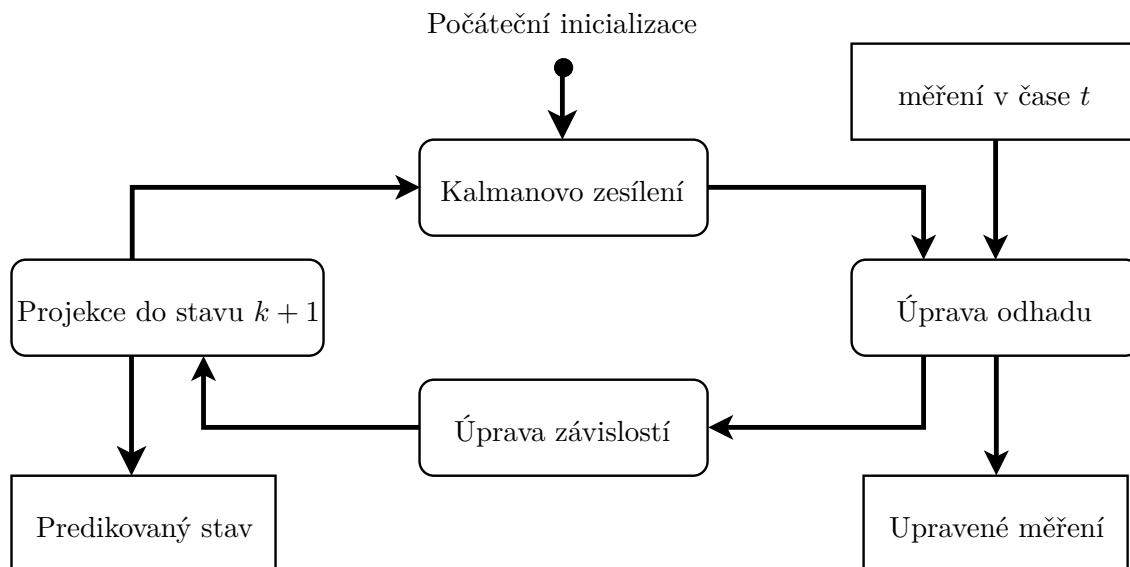 Počáteční inicializace
měření v čase t
Kalmanovo zesílení
Projekce do stavu k + 1
Úprava odhadu
Úprava závislostí
Predikovaný stav
Upravené měření